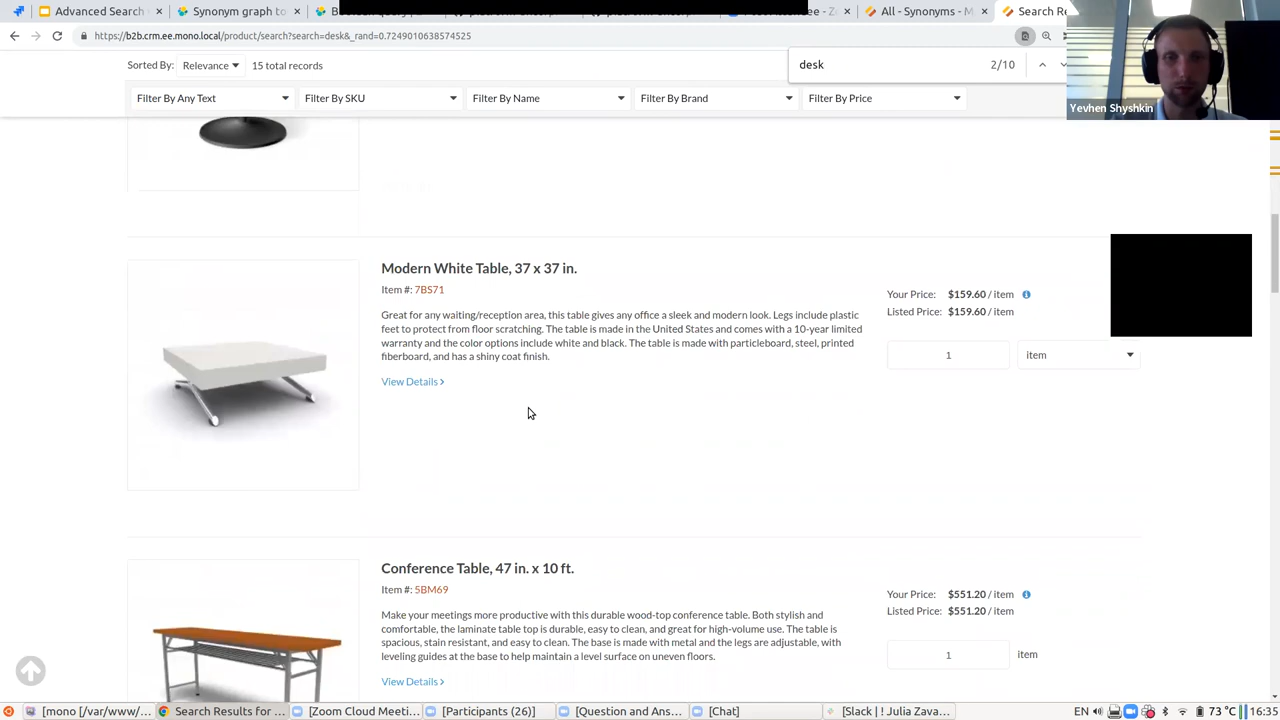 Advanced Search
Synonym graph to
ee - Z
All - Synonyms - M
Search Re
https://b2b.crm.ee.mono.local/product/search?search=desk&_rand=0.7249010638574525
desk
2/10
Yevhen Shyshkin
Sorted By: Relevance
15 total records
Filter By Any Text
Filter By SKU
Filter By Name
Filter By Brand
Filter By Price
Modern White Table, 37 x 37 in.
Item #: 7BS71
Great for any waiting/reception area, this table gives any office a sleek and modern look. Legs include plastic
feet to protect from floor scratching. The table is made in the United States and comes with a 10-year limited
warranty and the color options include white and black. The table is made with particleboard, steel, printed
fiberboard, and has a shiny coat finish.
View Details >
Your Price: $159.60 / item
Listed Price: $159.60 / item
1
item
Conference Table, 47 in. x 10 ft.
Item #: 5BM69
Make your meetings more productive with this durable wood-top conference table. Both stylish and
comfortable, the laminate table top is durable, easy to clean, and great for high-volume use. The table is
spacious, stain resistant, and easy to clean. The base is made with metal and the legs are adjustable, with
leveling guides at the base to help maintain a level surface on uneven floors.
View Details >
Your Price: $551.20 / item
Listed Price: $551.20 / item
1
item
[mono [/var/www/...
Search Results for ...
[Zoom Cloud Meeti...
[Participants (26)]
[Question and Ans...
[Chat]
[Slack | ! Julia Zava...
EN
73 °C
16:35